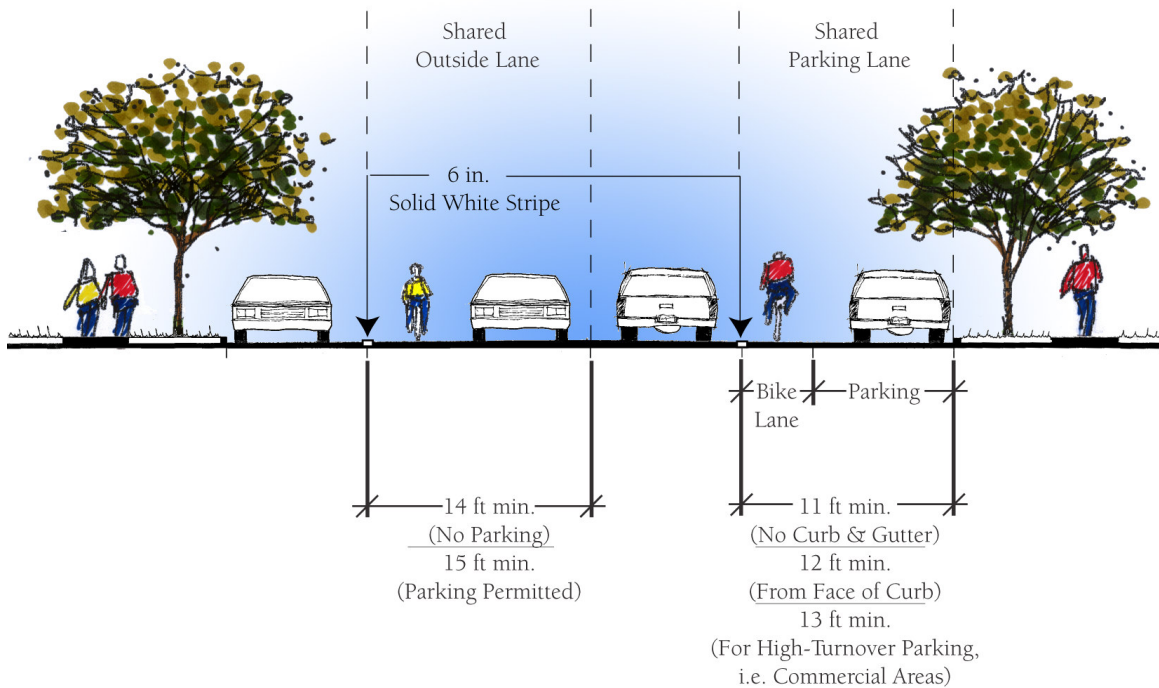 Shared
Outside Lane
Shared
Parking Lane
6 in.
Solid White Stripe
Bike
Lane
Parking
14 ft min.
(No Parking)
15 ft min.
(Parking Permitted)
11 ft min.
(No Curb & Gutter)
12 ft min.
(From Face of Curb)
13 ft min.
(For High-Turnover Parking,
i.e. Commercial Areas)